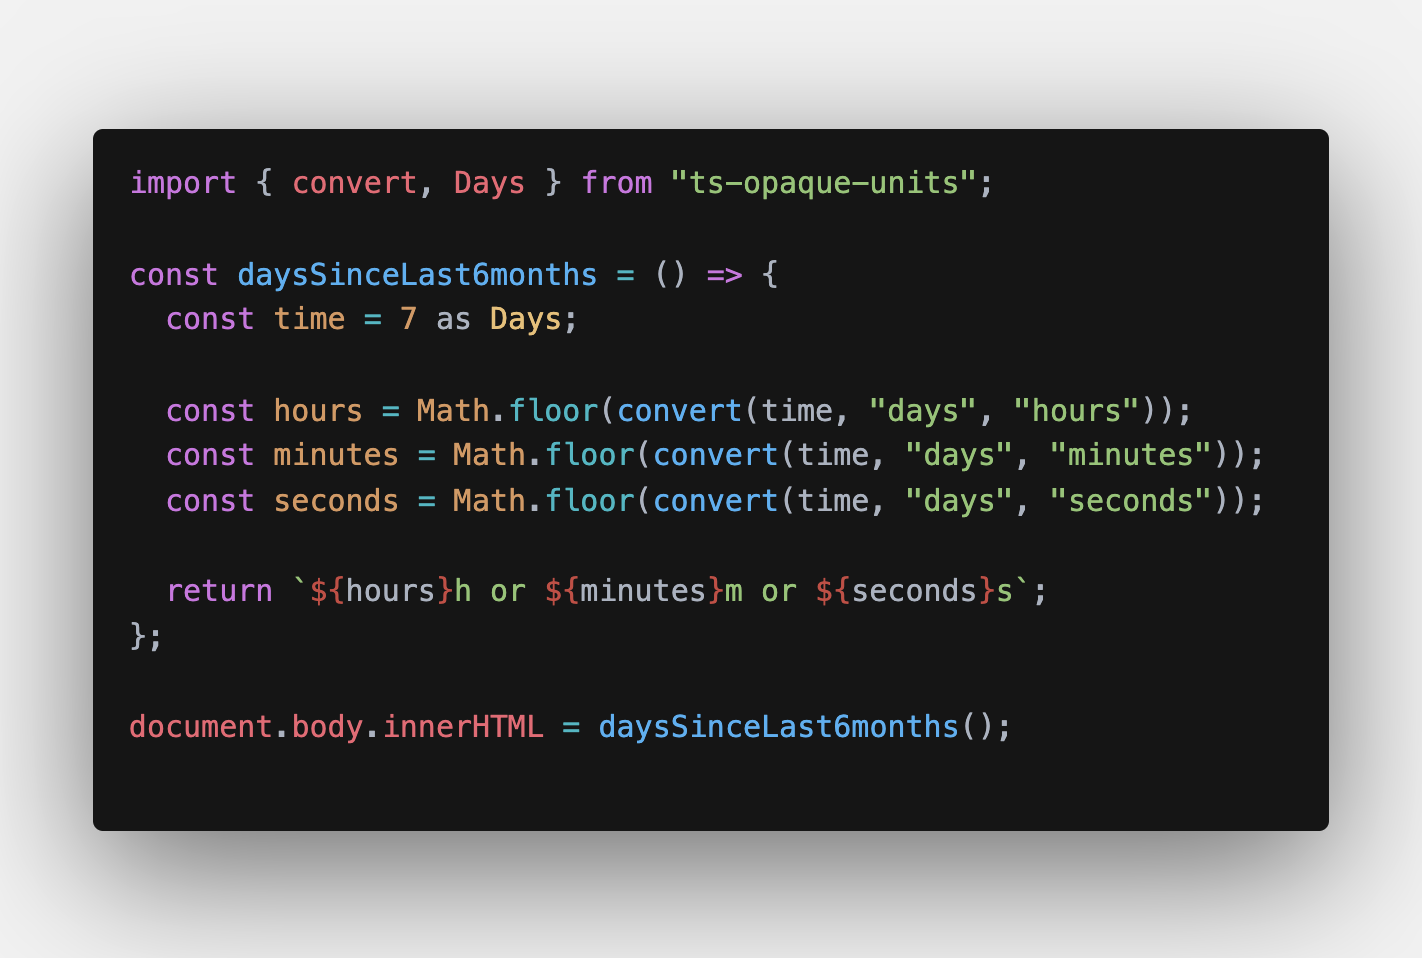 import { convert, Days } from "ts-opaque-units";
const daysSinceLast6months = () => {
  const time = 7 as Days;
  const hours = Math.floor(convert(time, "days", "hours"));
  const minutes = Math.floor(convert(time, "days", "minutes"));
  const seconds = Math.floor(convert(time, "days", "seconds"));
  return `${hours}h or ${minutes}m or ${seconds}s`;
};
document.body.innerHTML = daysSinceLast6months();